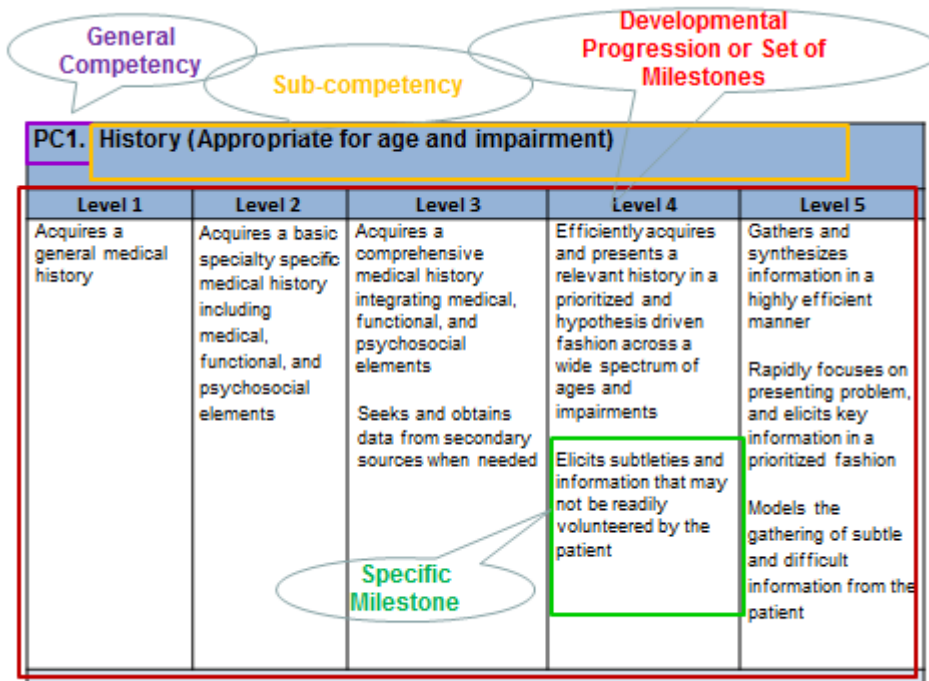 General
Competency
Sub-competency
Developmental
Progression or Set of
Milestones
PC1. History (Appropriate for age and impairment)
Level 1
Level 2
Level 3
Level 4
Level 5
Acquires a
general medical
history
Acquires a basic
specialty specific
medical history
including
medical,
functional, and
psychosocial
elements
Acquires a
comprehensive
medical history
integrating medical,
functional, and
psychosocial
elements
Seeks and obtains
data from secondary
sources when needed
Efficiently acquires
and presents a
relevant history in a
prioritized and
hypothesis driven
fashion across a
wide spectrum of
ages and
impairments
Elicits subtleties and
information that may
not be readily
volunteered by the
patient
Gathers and
synthesizes
information in a
highly efficient
manner
Rapidly focuses on
presenting problem,
and elicits key
information in a
prioritized fashion
Models the
gathering of subtle
and difficult
information from the
patient
Specific
Milestone